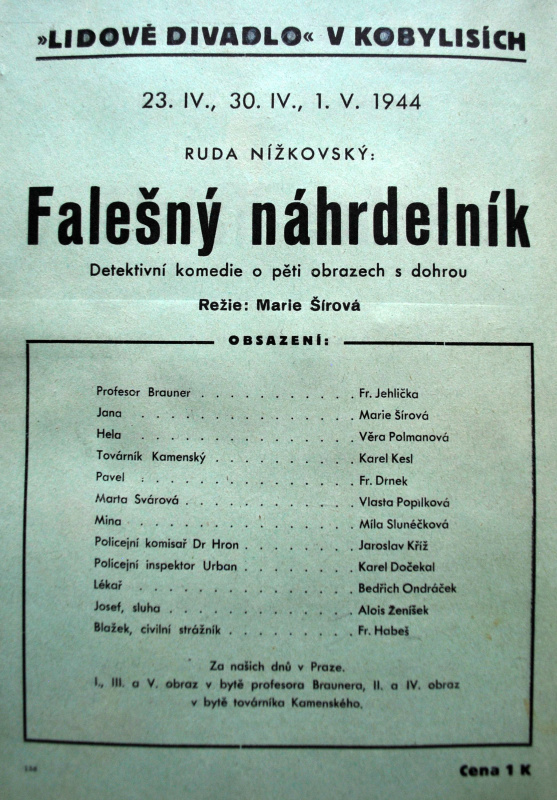 »LIDOVÉ DIVADLO« V KOBYLISÍCH
23. IV., 30. IV., 1. V. 1944
RUDA NÍŽKOVSKÝ:
Falešný náhrdelník
Detektivní komedie o pěti obrazech s dohrou
Režie: Marie Šírová
OBSAZENÍ:
Profesor Brauner . . . . . . . . . . . Fr. Jehlička
Jana . . . . . . . . . . . . . . . Marie Šírová
Hela . . . . . . . . . . . . . . . Věra Polmanová
Továrník Kamenský . . . . . . . . . . Karel Kesl
Pavel . . . . . . . . . . . . . . . Fr. Drnek
Marta Svárová . . . . . . . . . . . . Vlasta Popílková
Mina . . . . . . . . . . . . . . . Míla Slunéčková
Policejní komisař Dr Hron . . . . . . . Jaroslav Kříž
Policejní inspektor Urban . . . . . . . . Karel Dočekal
Lékař . . . . . . . . . . . . . . . Bedřich Ondráček
Josef, sluha . . . . . . . . . . . . . Alois Ženíšek
Blažek, civilní strážník . . . . . . . . . Fr. Habeš
Za našich dnů v Praze.
I., III. a V. obraz v bytě profesora Braunera, II. a IV. obraz
v bytě továrníka Kamenského.
Cena 1 K